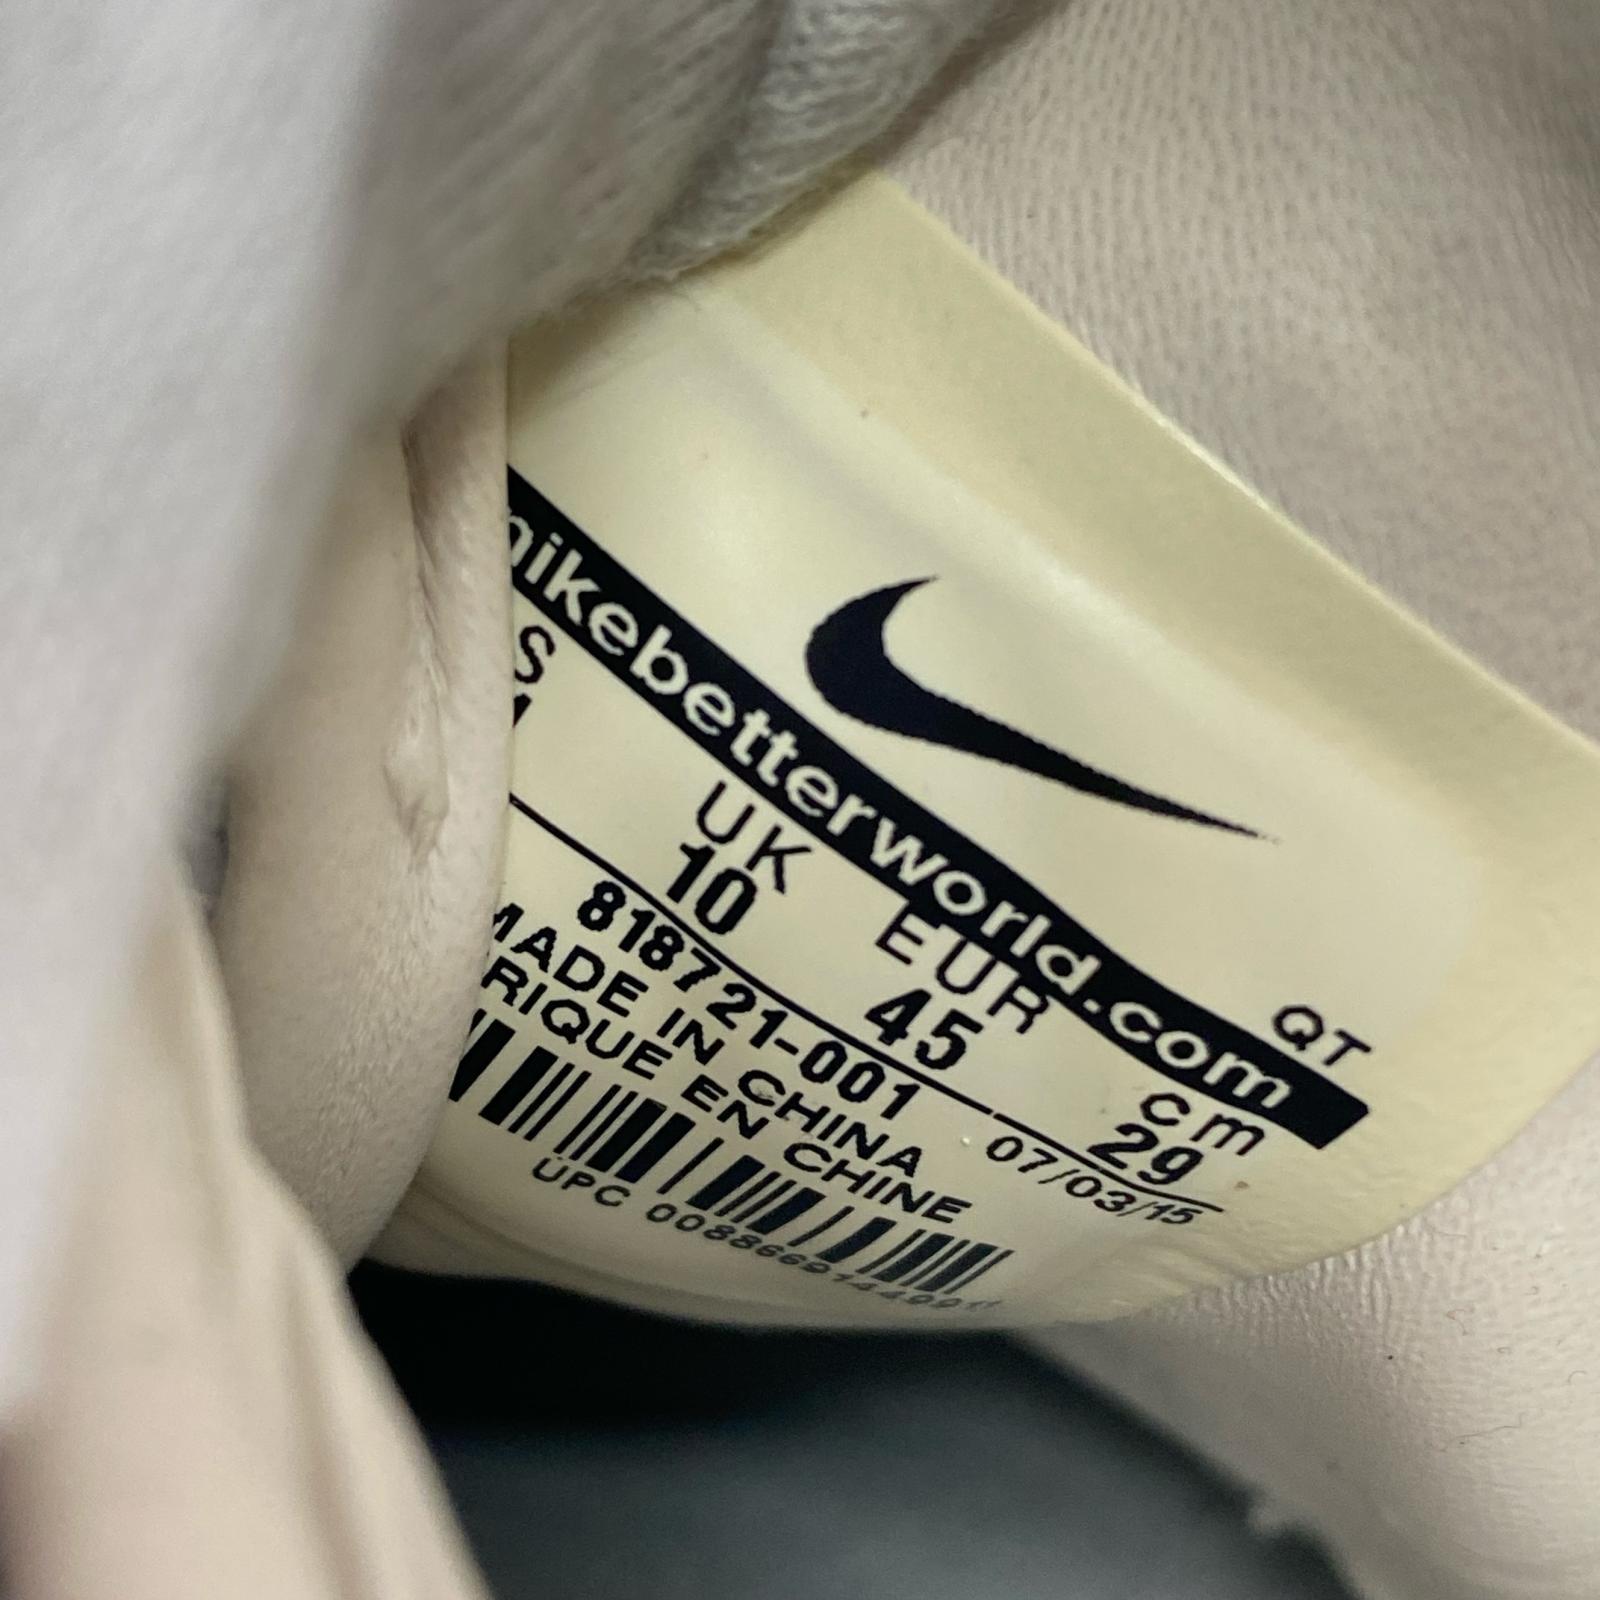 nikebetterworld.com
QT
S UK EUR cm
10 45 29
818721-001 07/03/15
MADE IN CHINA
RIQUE EN CHINE
UPC